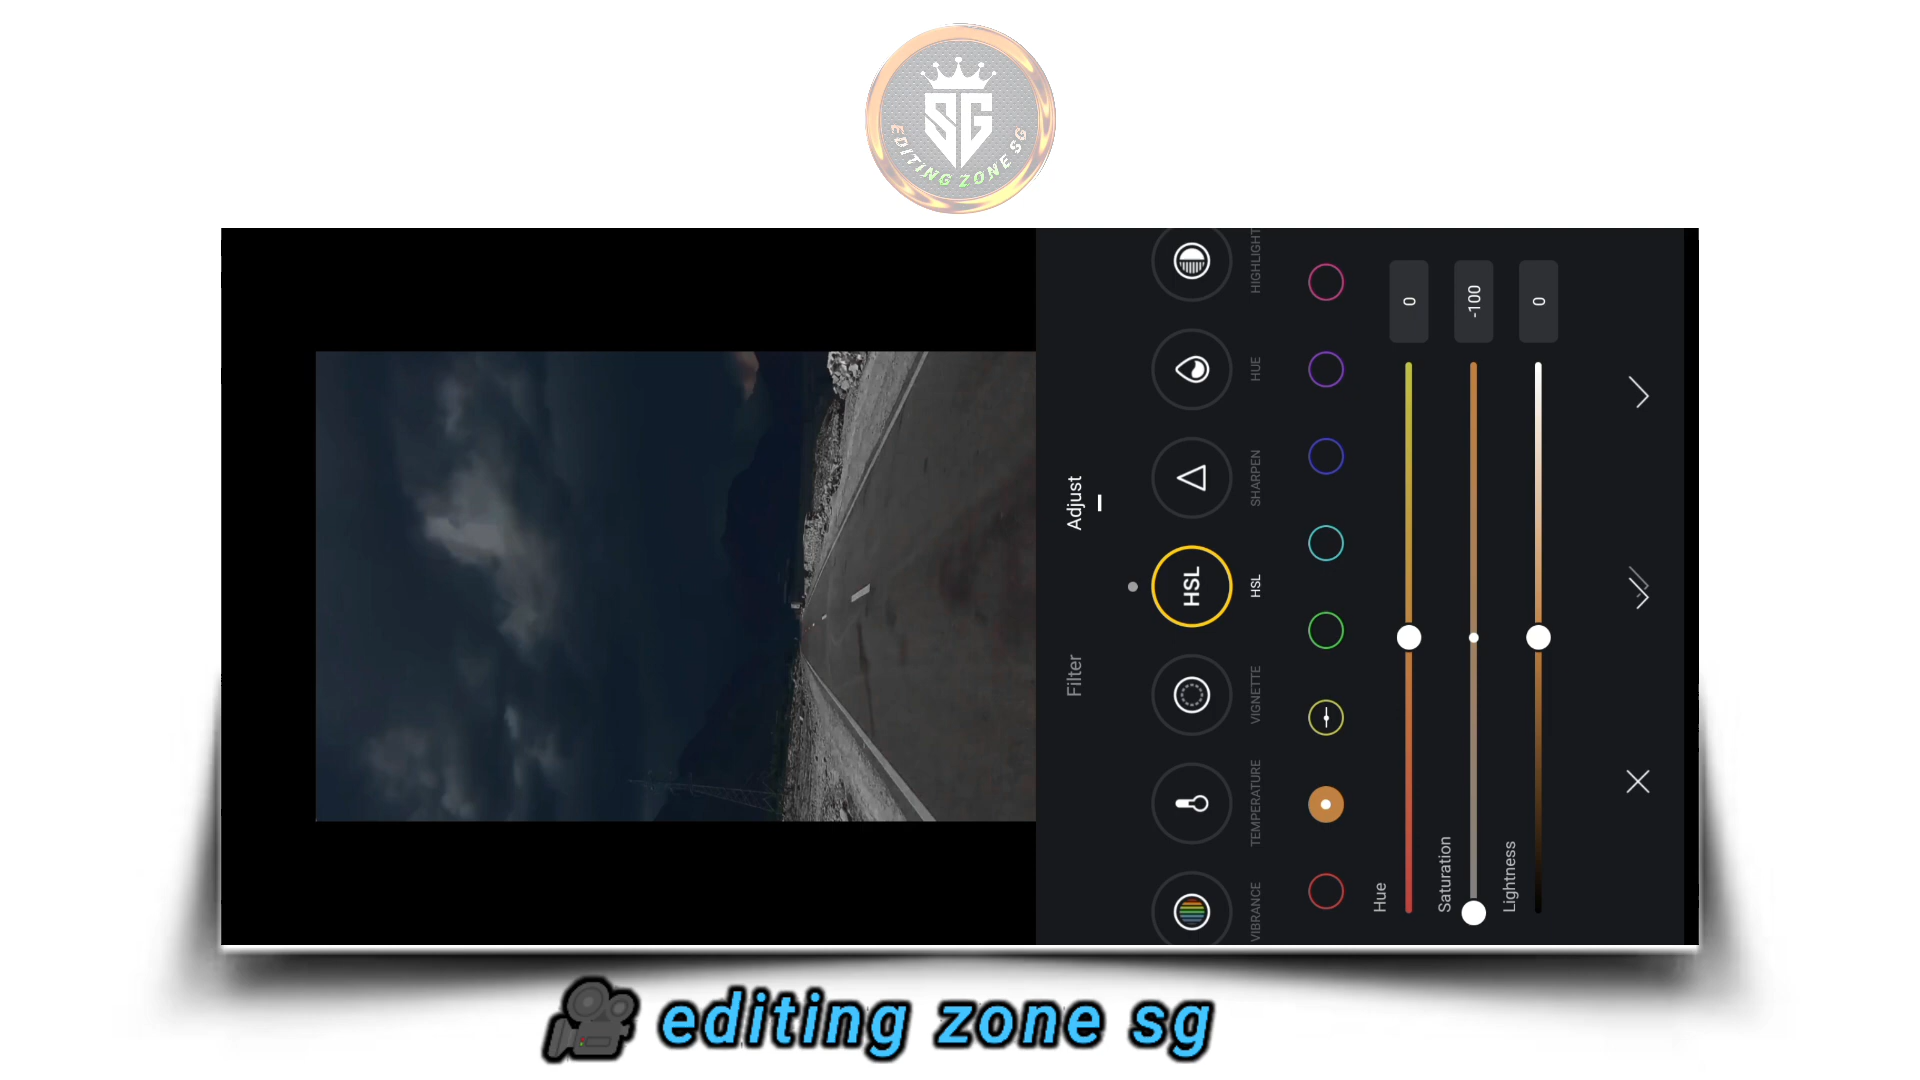 SG
EDITING ZONE SG
Filter
Adjust
VIBRANCE
TEMPERATURE
VIGNETTE
HSL
HSL
SHARPEN
HUE
HIGHLIGHT
Hue
0
Saturation
-100
Lightness
0
editing zone sg